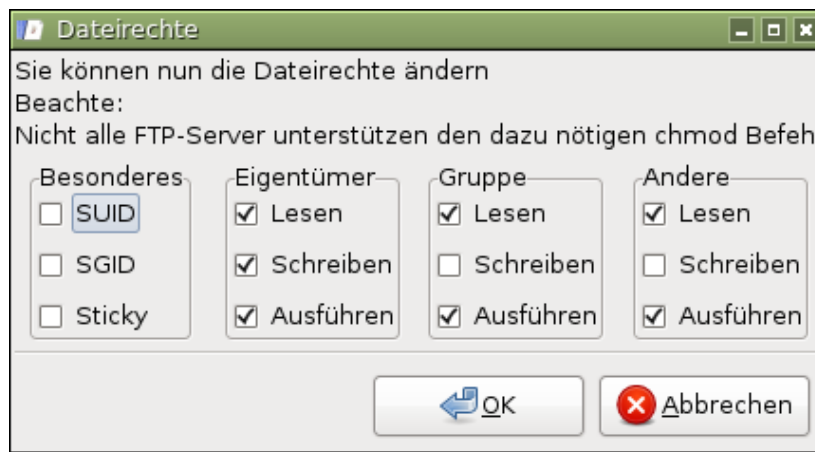 Dateirechte
Sie können nun die Dateirechte ändern
Beachte:
Nicht alle FTP-Server unterstützen den dazu nötigen chmod Befeh
Besonderes Eigentümer Gruppe Andere
SUID Lesen Lesen Lesen
SGID Schreiben Schreiben Schreiben
Sticky Ausführen Ausführen Ausführen
OK Abbrechen